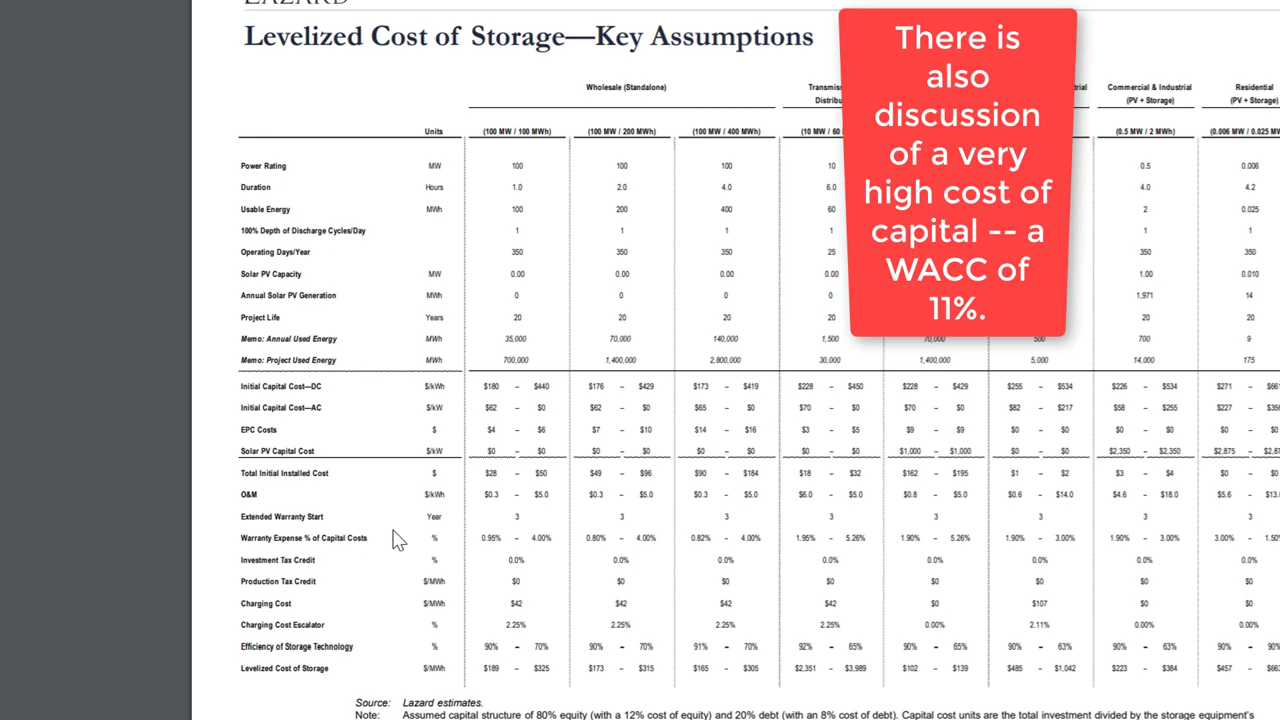 LAZARD
Levelized Cost of Storage—Key Assumptions
There is
also
discussion
of a very
high cost of
capital -- a
WACC of
11%.
Wholesale (Standalone) Commercial & Industrial Residential
(PV + Storage) (PV + Storage)
Units (100 MW / 100 MWh) (100 MW / 200 MWh) (100 MW / 400 MWh) (10 MW / 60 (0.5 MW / 2 MWh) (0.006 MW / 0.025
Power Rating MW 100 100 100 10 0.5 0.006
Duration Hours 1.0 2.0 4.0 6.0 4.0 4.2
Usable Energy MWh 100 200 400 60 2 0.025
100% Depth of Discharge Cycles/Day 1 1 1 1 1 1
Operating Days/Year 350 350 350 25 350 350
Solar PV Capacity MW 0.00 0.00 0.00 0.00 1.00 0.010
Annual Solar PV Generation MWh 0 0 0 0 1,971 14
Project Life Years 20 20 20 20 20 20
Memo: Annual Used Energy MWh 35,000 70,000 140,000 1,500 70,000 500 700 9
Memo: Project Used Energy MWh 700,000 1,400,000 2,800,000 30,000 1,400,000 5,000 14,000 175
Initial Capital Cost—DC $/kWh $180 – $440 $176 – $429 $173 – $419 $228 – $450 $228 – $429 $255 – $534 $226 – $534 $271 –
Initial Capital Cost—AC $/kW $62 – $0 $62 – $0 $65 – $0 $70 – $0 $70 – $0 $82 – $217 $58 – $255 $227 –
EPC Costs $ $4 – $6 $7 – $10 $14 – $16 $3 – $5 $9 – $9 $0 – $0 $0 – $0 $0 – $0
Solar PV Capital Cost $/kW $0 – $0 $0 – $0 $0 – $0 $0 – $0 $1,000 – $1,000 $0 – $0 $2,350 – $2,350 $2,875 –
Total Initial Installed Cost $ $28 – $50 $49 – $96 $90 – $184 $18 – $32 $162 – $195 $1 – $2 $3 – $4 $0 – $0
O&M $/kWh $0.3 – $5.0 $0.3 – $5.0 $0.3 – $5.0 $6.0 – $5.0 $0.8 – $5.0 $0.6 – $14.0 $4.6 – $18.0 $5.6 –
Extended Warranty Start Year 3 3 3 3 3 3 3 3
Warranty Expense % of Capital Costs % 0.95% – 4.00% 0.80% – 4.00% 0.82% – 4.00% 1.95% – 5.26% 1.90% – 5.26% 1.90% – 3.00% 1.90% – 3.00% 3.00% –
Investment Tax Credit % 0.0% 0.0% 0.0% 0.0% 0.0% 0.0% 0.0% 0.0%
Production Tax Credit $/MWh $0 $0 $0 $0 $0 $0 $0 $0
Charging Cost $/MWh $42 $42 $42 $42 $0 $107 $0 $0
Charging Cost Escalator % 2.25% 2.25% 2.25% 2.25% 0.00% 2.11% 0.00% 0.00%
Efficiency of Storage Technology % 90% – 70% 90% – 70% 91% – 70% 92% – 65% 90% – 65% 90% – 63% 90% – 63% 90% –
Levelized Cost of Storage $/MWh $189 – $325 $173 – $315 $165 – $305 $2,351 – $3,989 $102 – $139 $485 – $1,042 $223 – $384 $457 –
Source: Lazard estimates.
Note: Assumed capital structure of 80% equity (with a 12% cost of equity) and 20% debt (with an 8% cost of debt). Capital cost units are the total investment divided by the storage equipment's